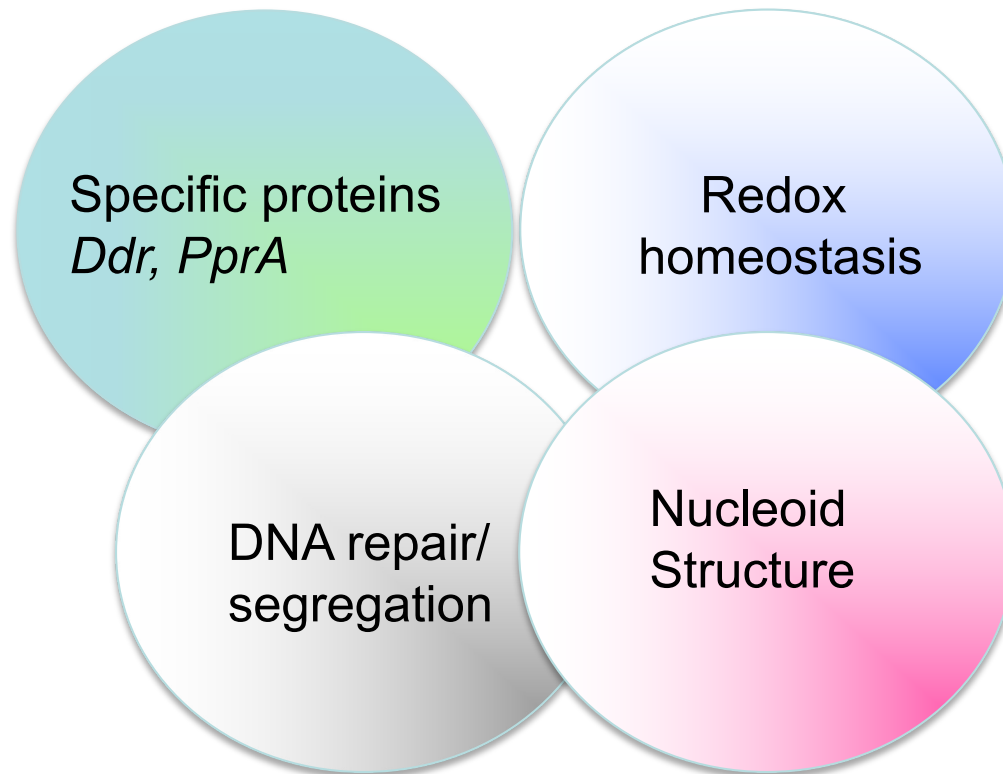 Specific proteins
Ddr, PprA
Redox
homeostasis
DNA repair/
segregation
Nucleoid
Structure